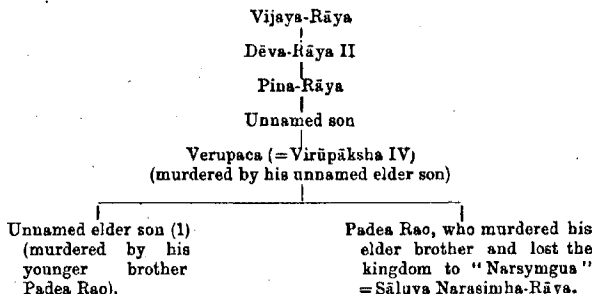 Vijaya-Rāya
Dēva-Rāya II
Pina-Rāya
Unnamed son
Verupaca (=Virūpāksha IV)
(murdered by his unnamed elder son)
Unnamed elder son (1)
(murdered by his
younger brother
Padea Rao).
Padea Rao, who murdered his
elder brother and lost the
kingdom to "Narsymgua"
=Sāḷuva Narasiṃha-Rāya.